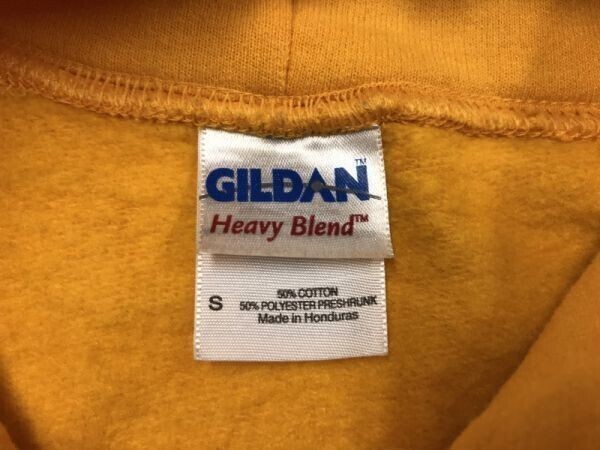 GILDAN™
Heavy Blend™
S
50% COTTON
50% POLYESTER PRESHRUNK
Made in Honduras